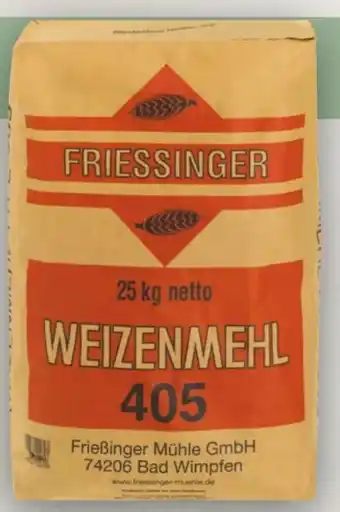 FRIESSINGER
25 kg netto
WEIZENMEHL
405
Frießinger Mühle GmbH
74206 Bad Wimpfen
www.friessinger-muehle.de